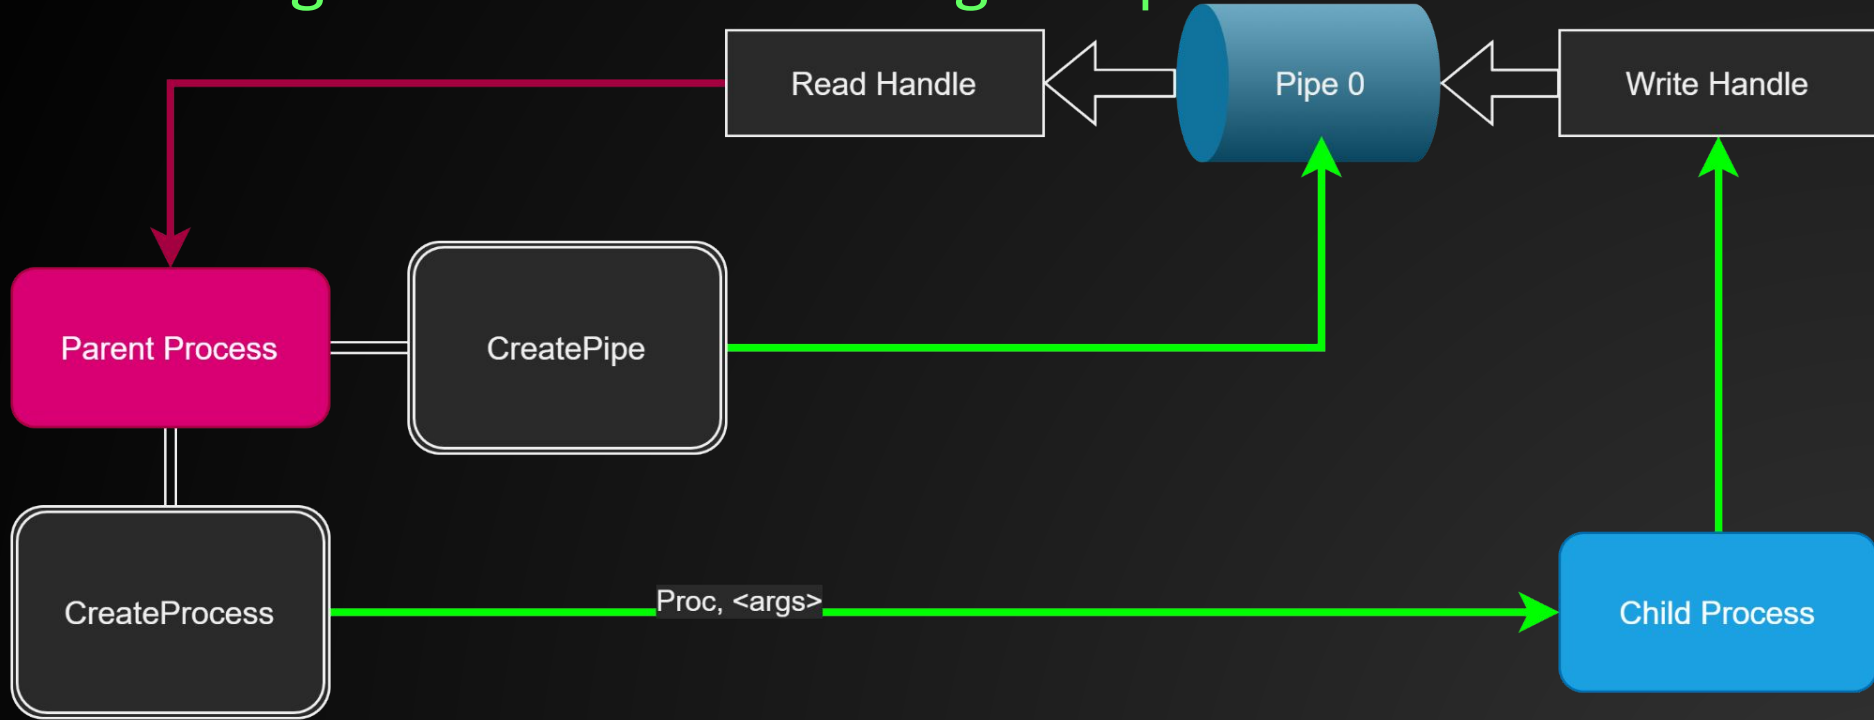 Read Handle
Pipe 0
Write Handle
Parent Process
CreatePipe
CreateProcess
Proc, <args>
Child Process